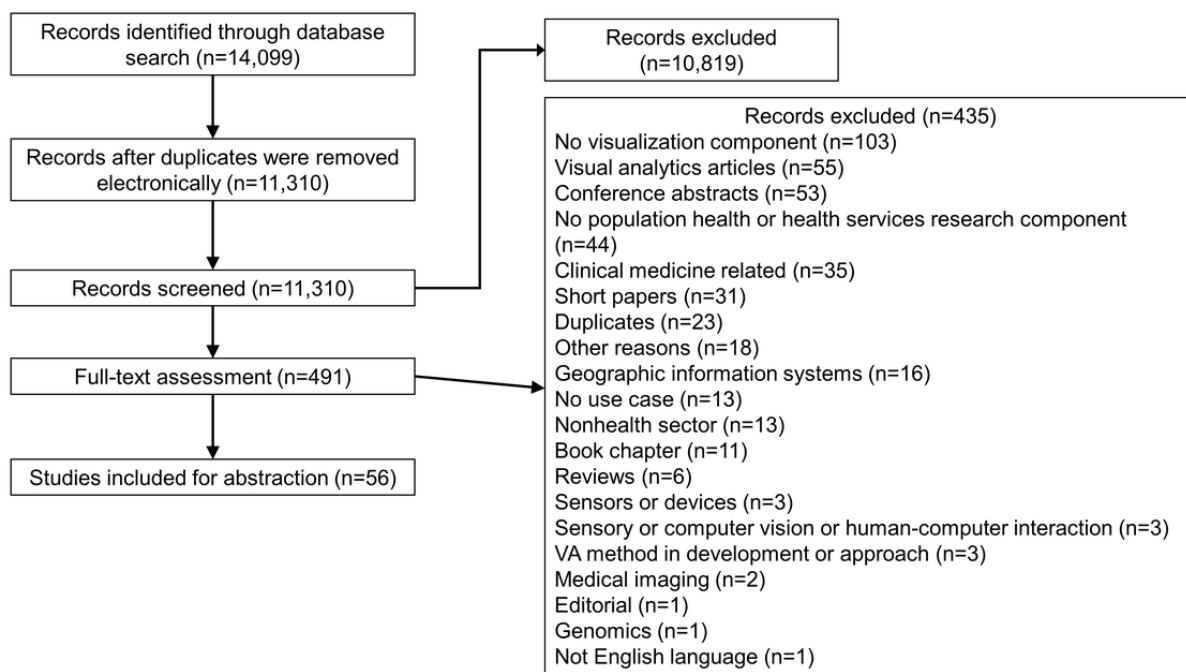 Records identified through database
search (n=14,099)
Records after duplicates were removed
electronically (n=11,310)
Records screened (n=11,310)
Full-text assessment (n=491)
Studies included for abstraction (n=56)
Records excluded
(n=10,819)
Records excluded (n=435)
No visualization component (n=103)
Visual analytics articles (n=55)
Conference abstracts (n=53)
No population health or health services research component
(n=44)
Clinical medicine related (n=35)
Short papers (n=31)
Duplicates (n=23)
Other reasons (n=18)
Geographic information systems (n=16)
No use case (n=13)
Nonhealth sector (n=13)
Book chapter (n=11)
Reviews (n=6)
Sensors or devices (n=3)
Sensory or computer vision or human-computer interaction (n=3)
VA method in development or approach (n=3)
Medical imaging (n=2)
Editorial (n=1)
Genomics (n=1)
Not English language (n=1)